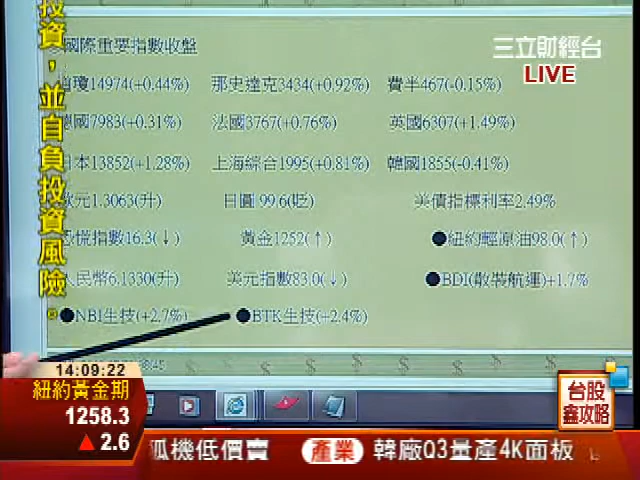 投資，並自負投資風險。
國際重要指數收盤
三立財經台
LIVE
道瓊14974(+0.44%) 那史達克3434(+0.92%) 費半467(-0.15%)
德國7983(+0.31%) 法國3767(+0.76%) 英國6307(+1.49%)
日本13852(+1.28%) 上海綜合1995(+0.81%) 韓國1855(-0.41%)
歐元1.3063(升) 日圓 99.6(貶) 美債指標利率2.49%
恐慌指數16.3(↓) 黃金1252(↑) ●紐約輕原油98.0(↑)
人民幣6.1330(升) 美元指數83.0(↓) ●BDI(散裝航運)+1.7%
●NBI生技(+2.7%) ●BTK生技(+2.4%)
14:09:22
紐約黃金期
1258.3
▲2.6
台股
鑫攻略
孤機低價賣 產業 韓廠Q3量產4K面板